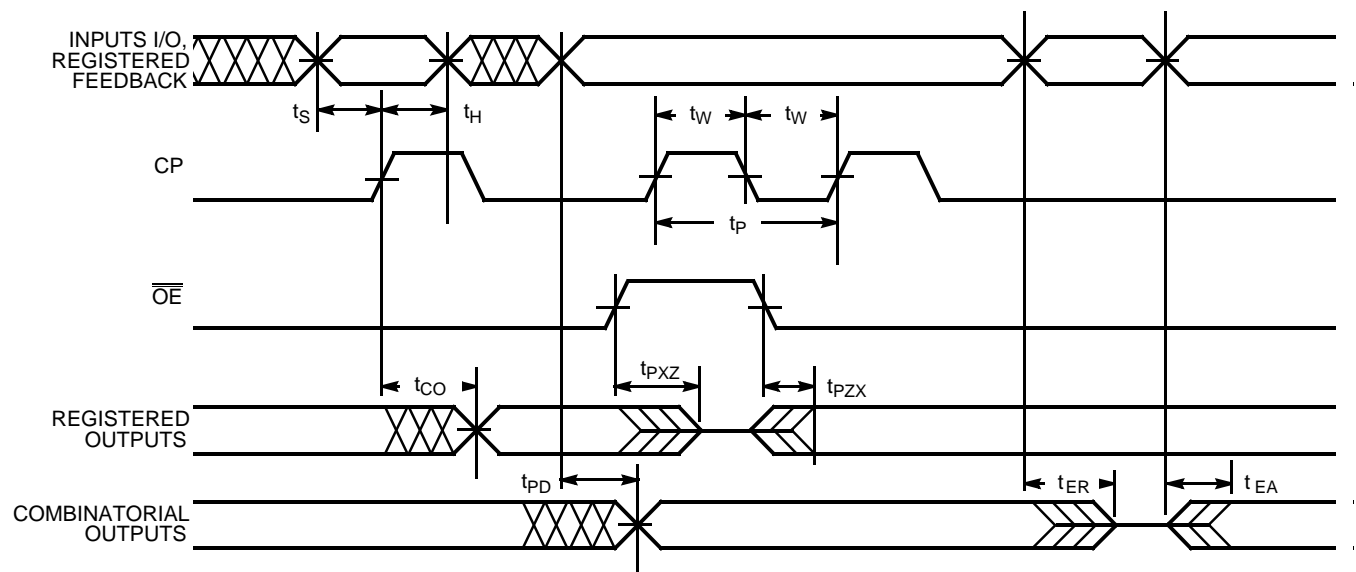 INPUTS I/O,
REGISTERED
FEEDBACK
tS
tH
tW
tW
CP
tP
OE
tCO
tPXZ
tPZX
REGISTERED
OUTPUTS
tPD
tER
tEA
COMBINATORIAL
OUTPUTS